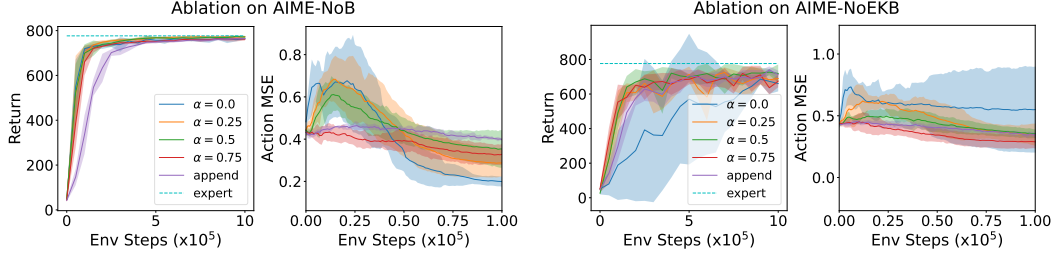 Ablation on AIME-NoB
Return
800
600
400
200
0
α = 0.0
α = 0.25
α = 0.5
α = 0.75
append
expert
0
5
10
Env Steps (x10⁵)
Action MSE
0.8
0.6
0.4
0.2
0.00
0.25
0.50
0.75
1.00
Env Steps (x10⁵)
Ablation on AIME-NoEKB
Return
800
600
400
200
0
α = 0.0
α = 0.25
α = 0.5
α = 0.75
append
expert
0
5
10
Env Steps (x10⁵)
Action MSE
1.0
0.5
0.0
0.00
0.25
0.50
0.75
1.00
Env Steps (x10⁵)